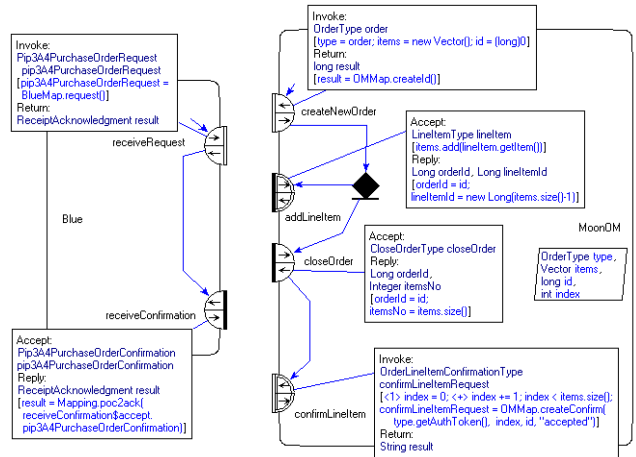 Invoke:
Pip3A4PurchaseOrderRequest
pip3A4PurchaseOrderRequest
[pip3A4PurchaseOrderRequest =
BlueMap.request()]
Return:
ReceiptAcknowledgment result
receiveRequest
Blue
receiveConfirmation
Accept:
Pip3A4PurchaseOrderConfirmation
pip3A4PurchaseOrderConfirmation
Reply:
ReceiptAcknowledgment result
[result = Mapping.poc2ack(
receiveConfirmation$accept.
pip3A4PurchaseOrderConfirmation)]
Invoke:
OrderType order
[type = order; items = new Vector(); id = (long)0]
Return:
long result
[result = OMMap.createId()]
createNewOrder
Accept:
LineItemType lineItem
[items.add(lineItem.getItem())]
Reply:
Long orderId, Long lineItemId
[orderId = id;
lineItemId = new Long(items.size()-1)]
addLineItem
MoonOM
Accept:
CloseOrderType closeOrder
Reply:
Long orderId,
Integer itemsNo
[orderId = id;
itemsNo = items.size()]
closeOrder
OrderType type,
Vector items,
long id,
int index
Invoke:
OrderLineItemConfirmationType
confirmLineItemRequest
[<1> index = 0; <+> index += 1; index < items.size();
confirmLineItemRequest = OMMap.createConfirm(
type.getAuthToken(), index, id, "accepted")]
Return:
String result
confirmLineItem